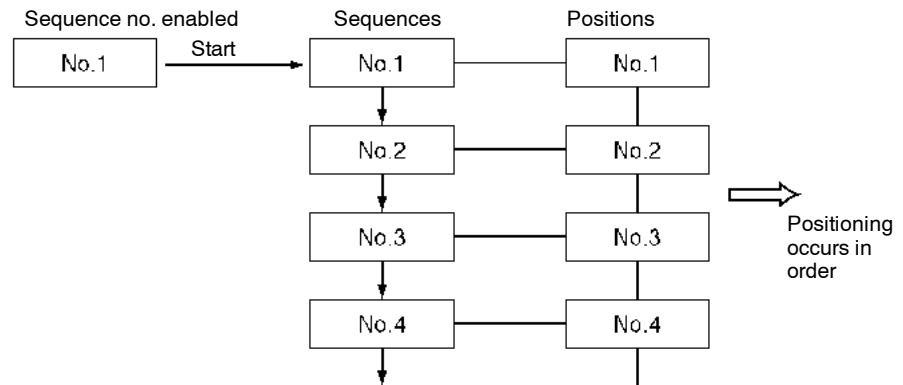 Sequence no. enabled
Sequences
Positions
No.1
Start
No.1
No.1
No.2
No.2
No.3
No.3
No.4
No.4
Positioning
occurs in
order